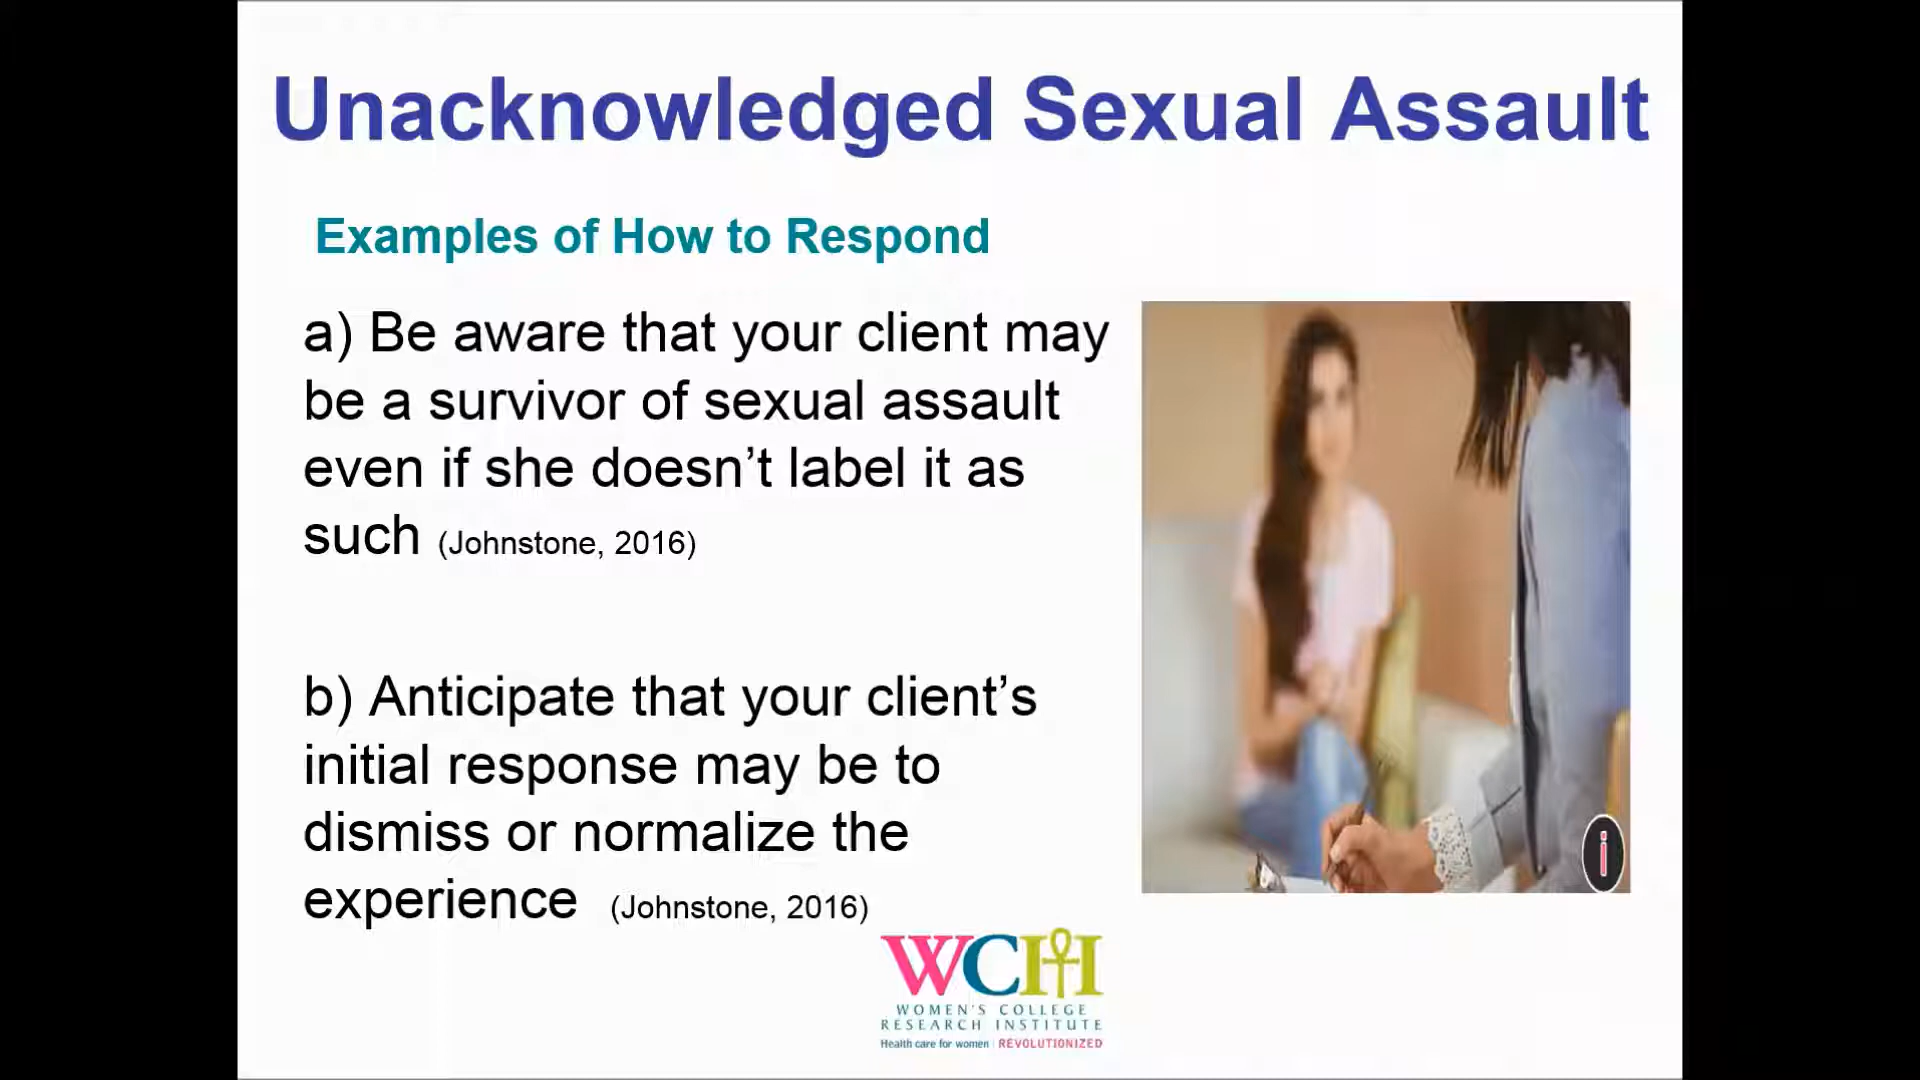 Unacknowledged Sexual Assault
Examples of How to Respond
a) Be aware that your client may
be a survivor of sexual assault
even if she doesn’t label it as
such (Johnstone, 2016)
b) Anticipate that your client’s
initial response may be to
dismiss or normalize the
experience (Johnstone, 2016)
i
WCH
WOMEN'S COLLEGE
RESEARCH INSTITUTE
Health care for women | REVOLUTIONIZED